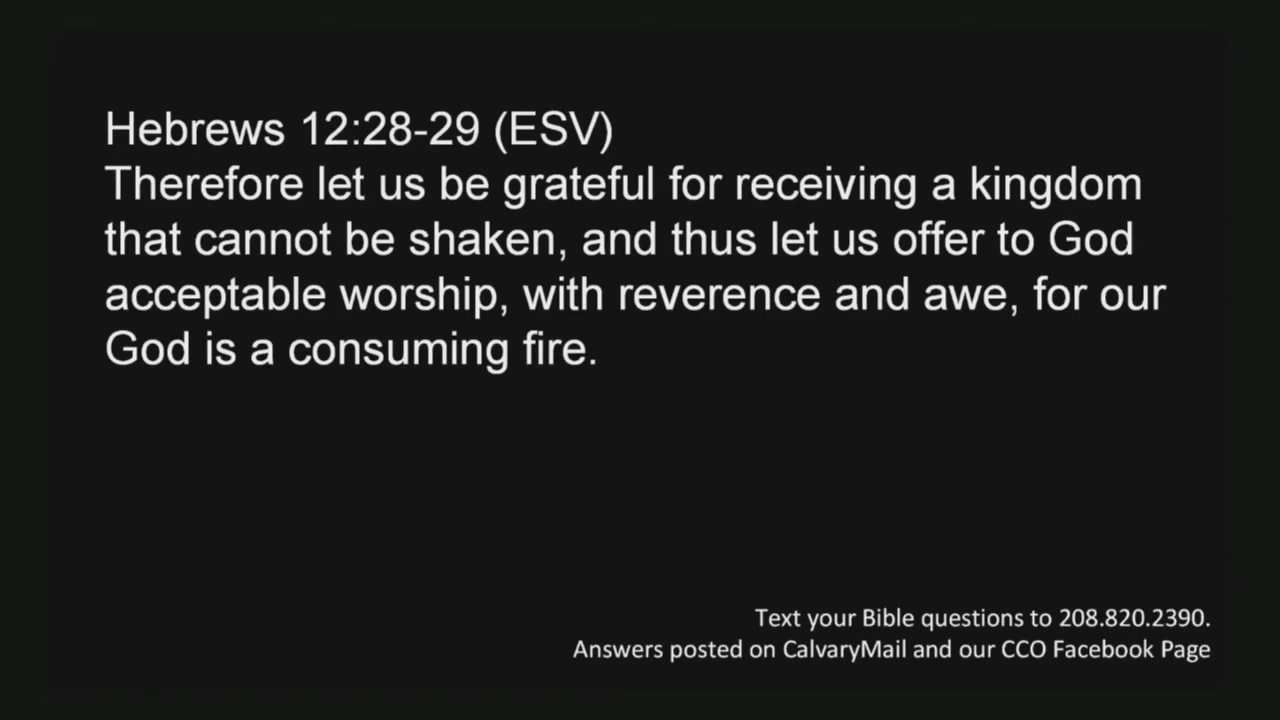 Hebrews 12:28-29 (ESV)
Therefore let us be grateful for receiving a kingdom
that cannot be shaken, and thus let us offer to God
acceptable worship, with reverence and awe, for our
God is a consuming fire.
Text your Bible questions to 208.820.2390.
Answers posted on CalvaryMail and our CCO Facebook Page